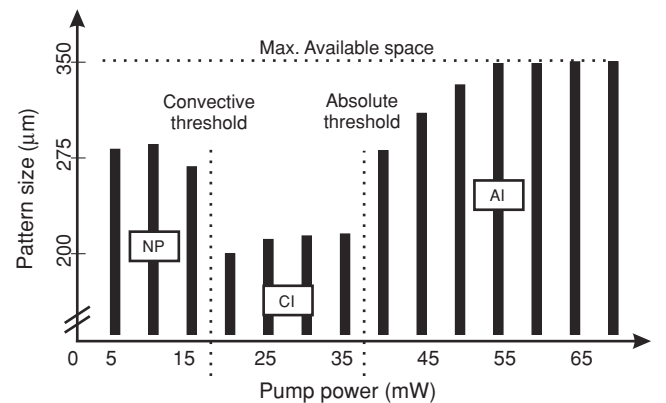 Max. Available space
Convective
threshold
Absolute
threshold
Pattern size (μm)
350
275
200
NP
CI
AI
0 5 15 25 35 45 55 65
Pump power (mW)